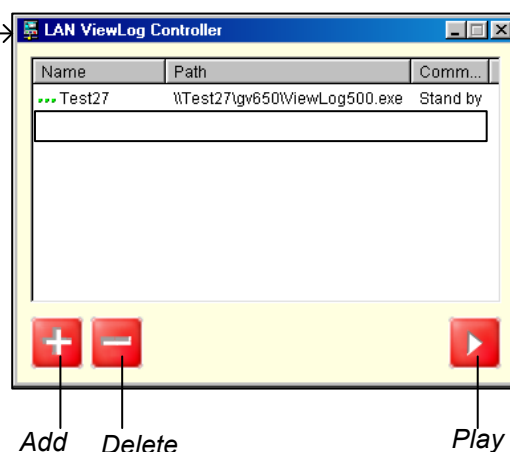 LAN ViewLog Controller
Name Path Comm...
Test27 \\Test27\gv650\ViewLog500.exe Stand by
Add Delete Play